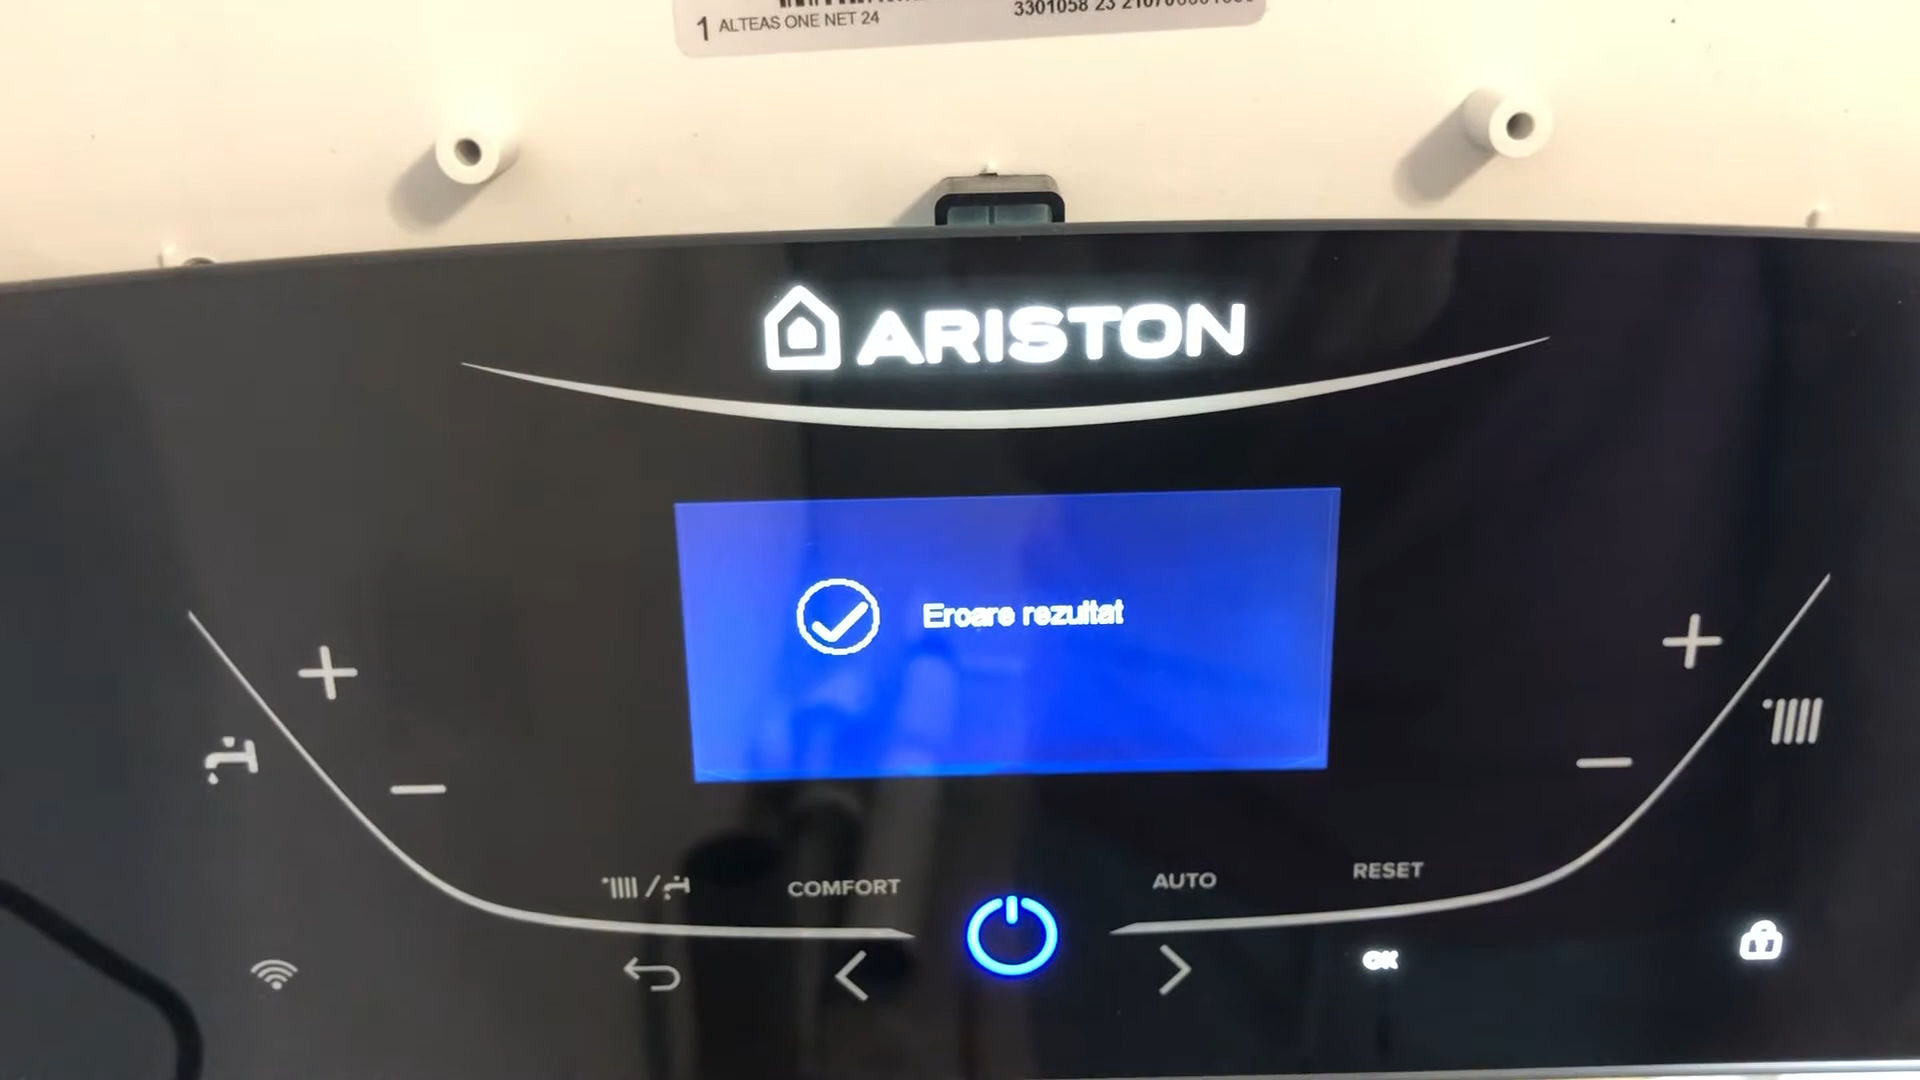 1 ALTEAS ONE NET 24
3301058 23
ARISTON
Eroare rezultat
COMFORT
AUTO
RESET
OK